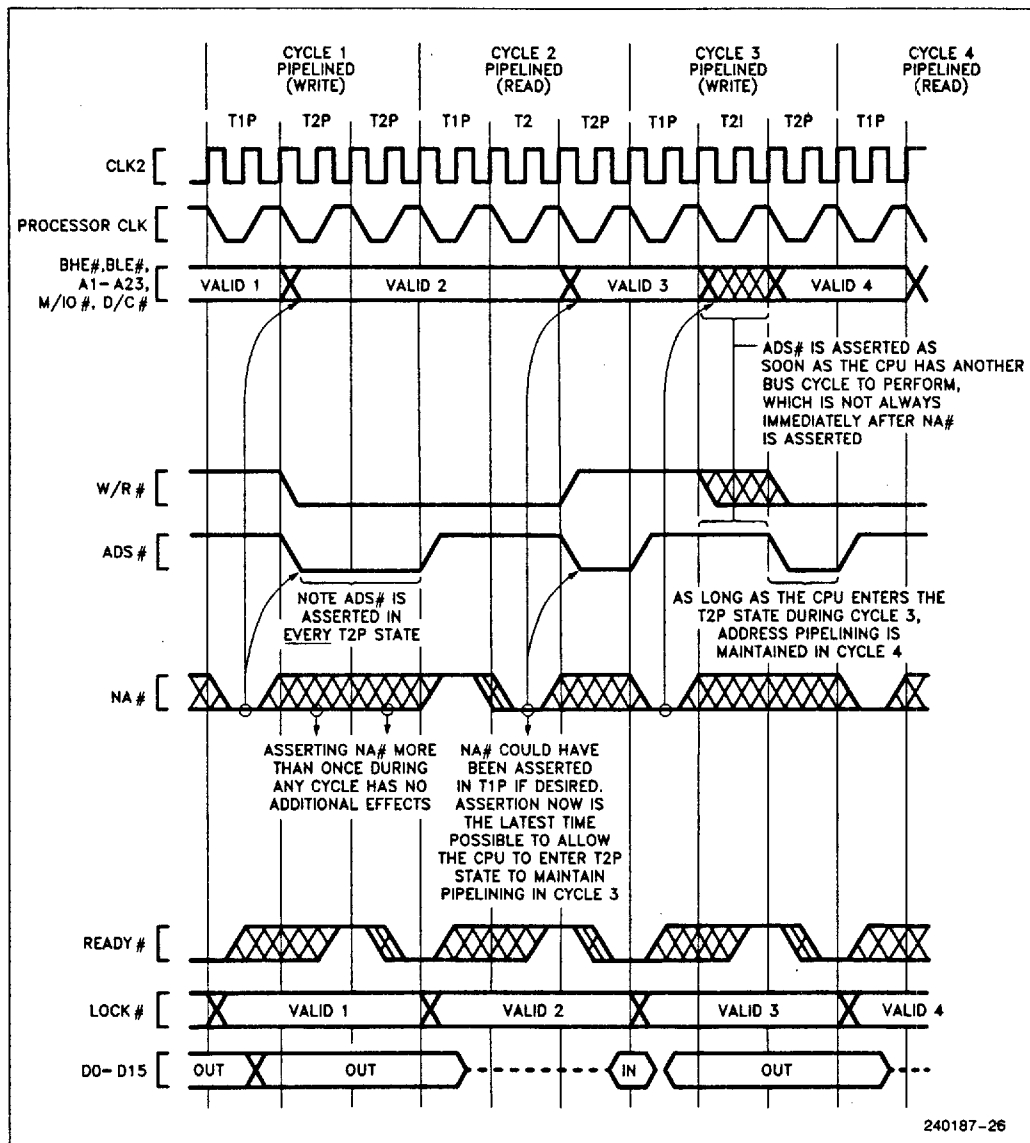 CYCLE 1
PIPELINED
(WRITE)
CYCLE 2
PIPELINED
(READ)
CYCLE 3
PIPELINED
(WRITE)
CYCLE 4
PIPELINED
(READ)
T1P T2P T2P T1P T2 T2P T1P T2I T2P T1P
CLK2
PROCESSOR CLK
BHE#,BLE#,
A1-A23,
M/IO#, D/C#
VALID 1 VALID 2 VALID 3 VALID 4
ADS# IS ASSERTED AS
SOON AS THE CPU HAS ANOTHER
BUS CYCLE TO PERFORM,
WHICH IS NOT ALWAYS
IMMEDIATELY AFTER NA#
IS ASSERTED
W/R#
ADS#
NOTE ADS# IS
ASSERTED IN
EVERY T2P STATE
AS LONG AS THE CPU ENTERS THE
T2P STATE DURING CYCLE 3,
ADDRESS PIPELINING IS
MAINTAINED IN CYCLE 4
NA#
ASSERTING NA# MORE
THAN ONCE DURING
ANY CYCLE HAS NO
ADDITIONAL EFFECTS
NA# COULD HAVE
BEEN ASSERTED
IN T1P IF DESIRED.
ASSERTION NOW IS
THE LATEST TIME
POSSIBLE TO ALLOW
THE CPU TO ENTER T2P
STATE TO MAINTAIN
PIPELINING IN CYCLE 3
READY#
LOCK#
VALID 1 VALID 2 VALID 3 VALID 4
D0-D15
OUT OUT IN OUT
240187-26